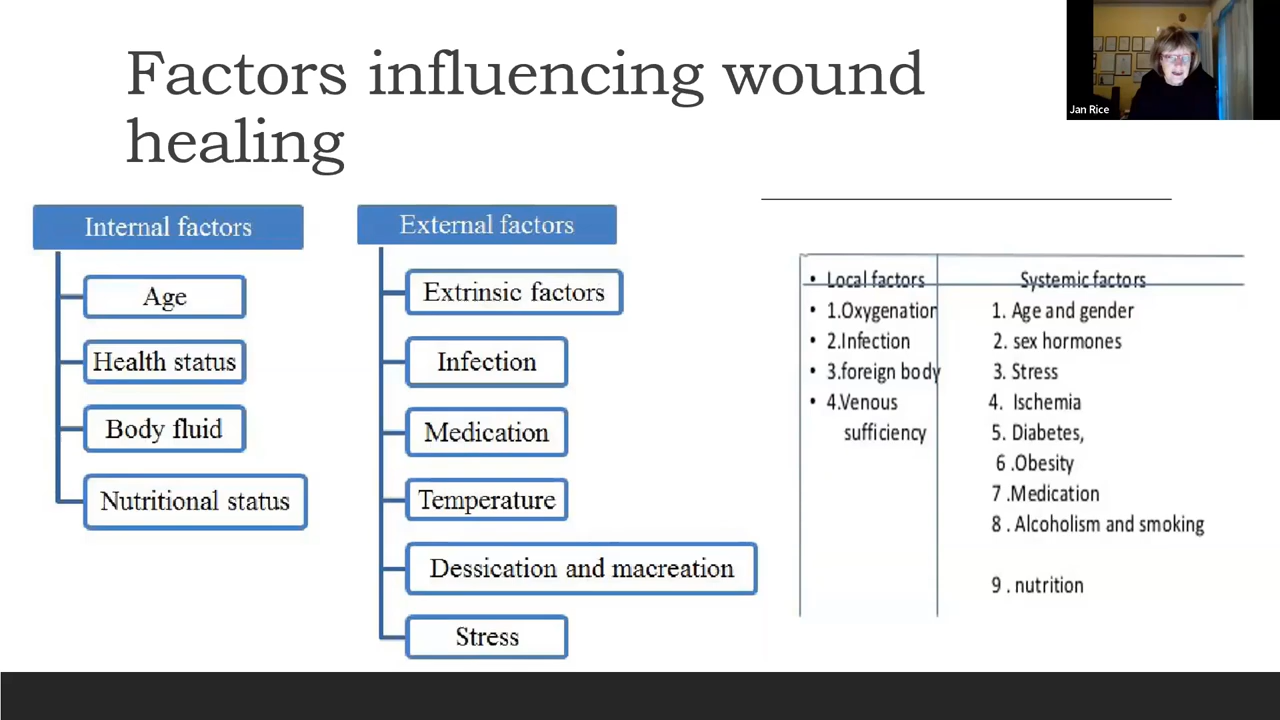 Factors influencing wound
healing
Jan Rice
Internal factors
Age
Health status
Body fluid
Nutritional status
External factors
Extrinsic factors
Infection
Medication
Temperature
Dessication and macreation
Stress
• Local factors
• 1.Oxygenation
• 2.Infection
• 3.foreign body
• 4.Venous
sufficiency
Systemic factors
1. Age and gender
2. sex hormones
3. Stress
4. Ischemia
5. Diabetes,
6 .Obesity
7 .Medication
8 . Alcoholism and smoking
9 . nutrition